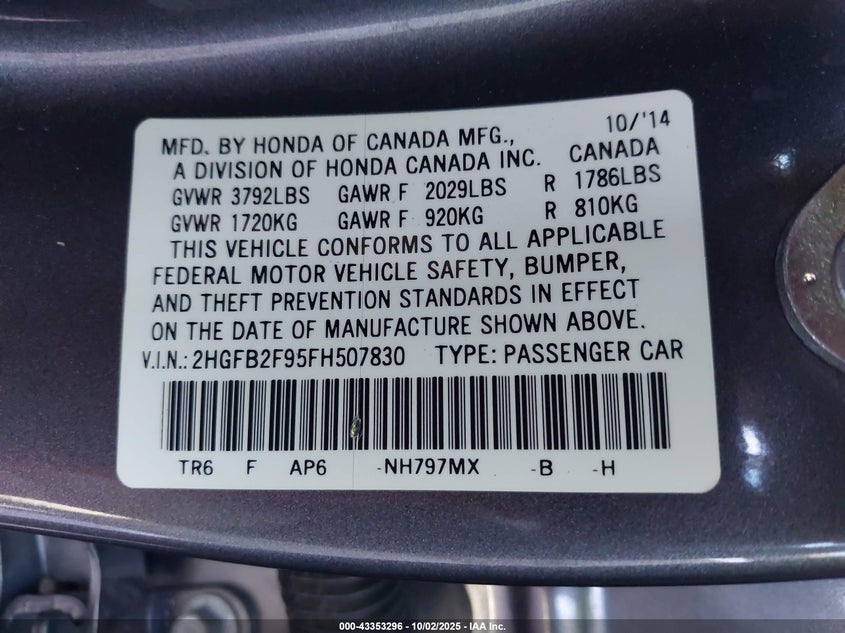 MFD. BY HONDA OF CANADA MFG., 10/'14
A DIVISION OF HONDA CANADA INC. CANADA
GVWR 3792LBS GAWR F 2029LBS R 1786LBS
GVWR 1720KG GAWR F 920KG R 810KG
THIS VEHICLE CONFORMS TO ALL APPLICABLE
FEDERAL MOTOR VEHICLE SAFETY, BUMPER,
AND THEFT PREVENTION STANDARDS IN EFFECT
ON THE DATE OF MANUFACTURE SHOWN ABOVE.
V.I.N.: 2HGFB2F95FH507830 TYPE: PASSENGER CAR
TR6 F AP6 -NH797MX -B -H
000-43353296 - 10/02/2025 - IAA Inc.